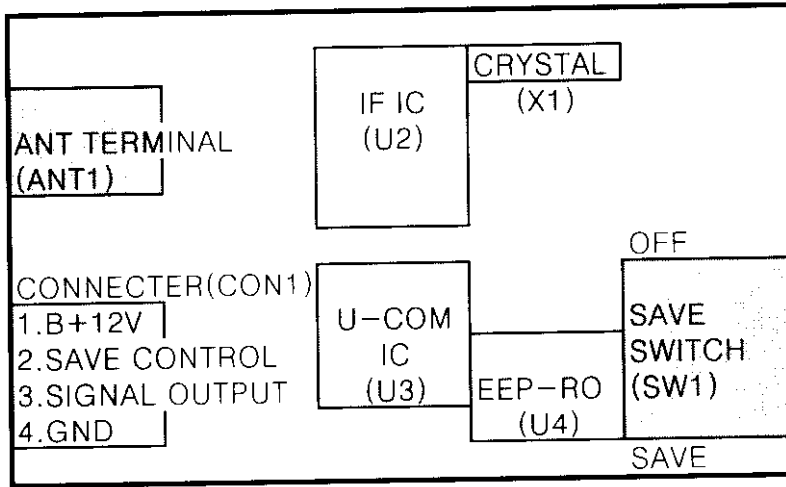 CRYSTAL
(X1)
IF IC
(U2)
ANT TERMINAL
(ANT1)
OFF
CONNECTER(CON1)
1.B+12V
2.SAVE CONTROL
3.SIGNAL OUTPUT
4.GND
U-COM
IC
(U3)
EEP-RO
(U4)
SAVE
SWITCH
(SW1)
SAVE